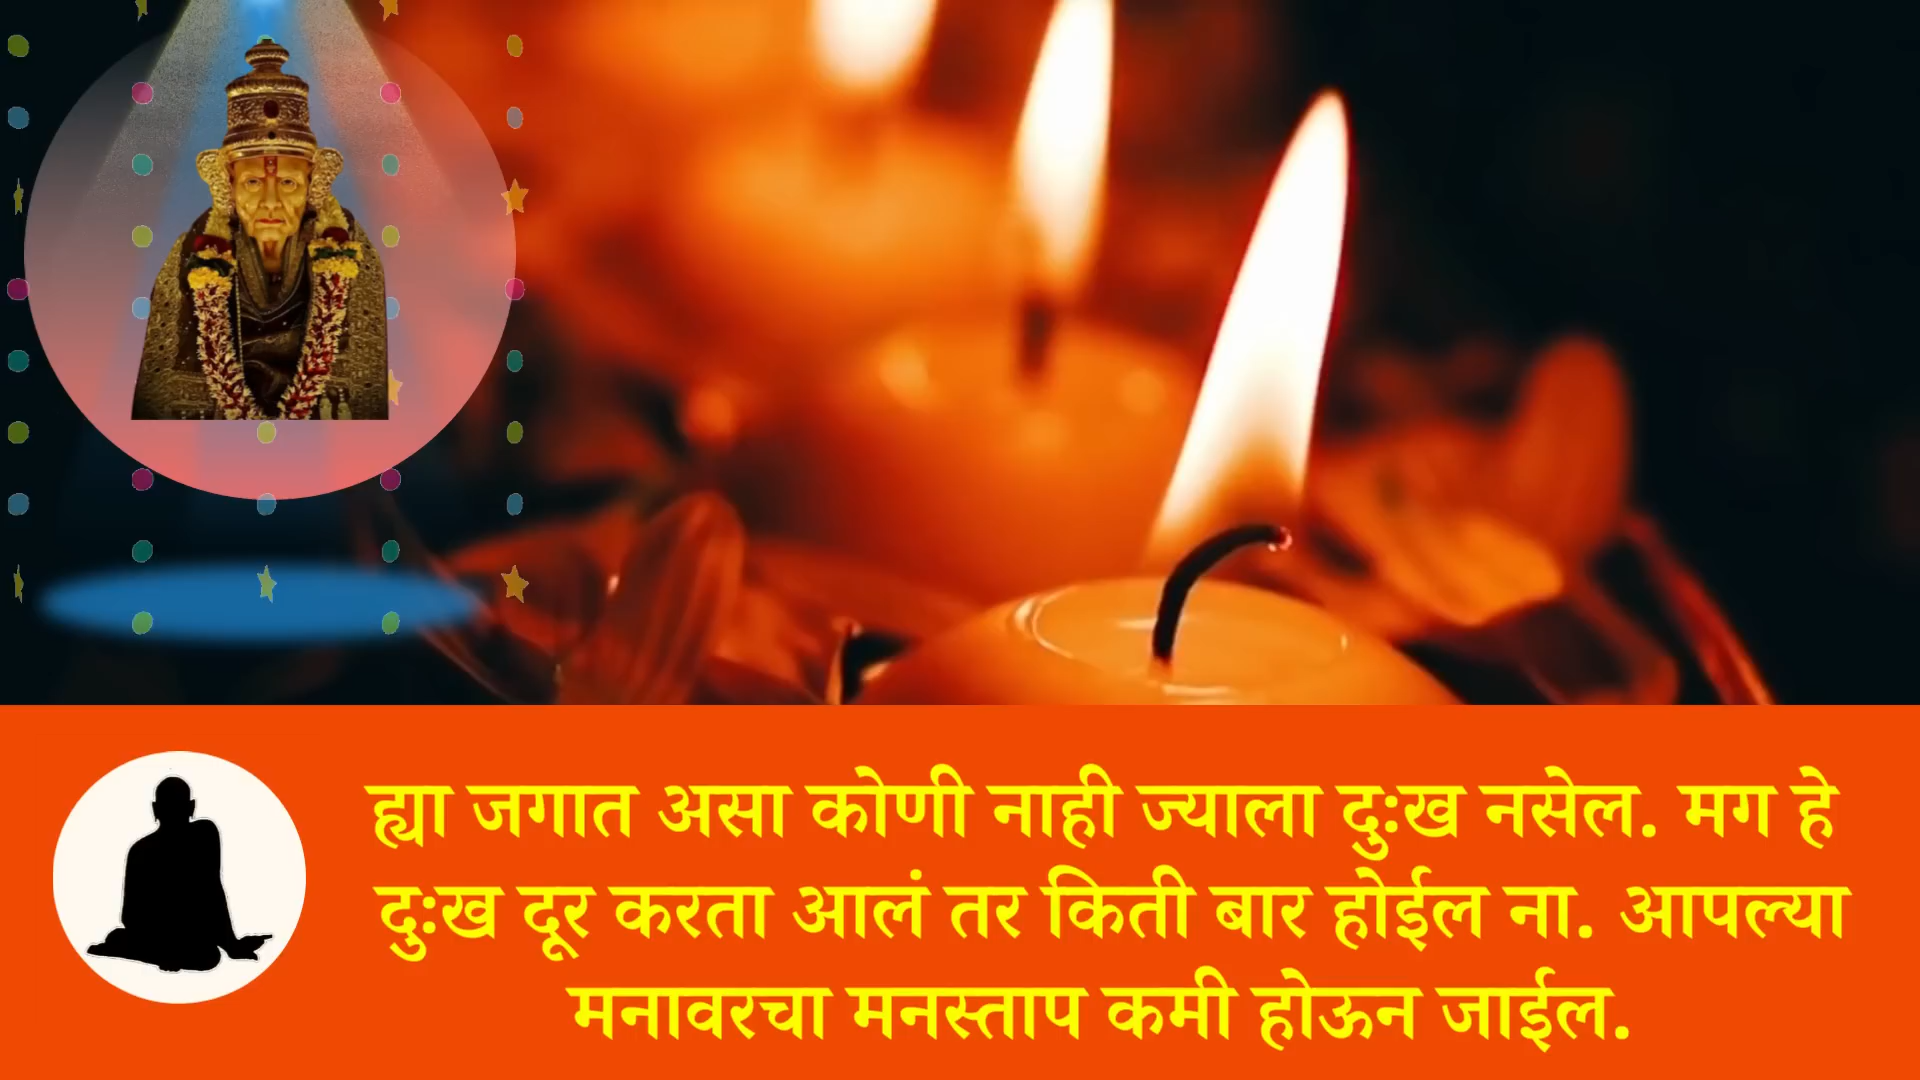 ह्या जगात असा कोणी नाही ज्याला दुःख नसेल. मग हे
दुःख दूर करता आलं तर किती बार होईल ना. आपल्या
मनावरचा मनस्ताप कमी होऊन जाईल.